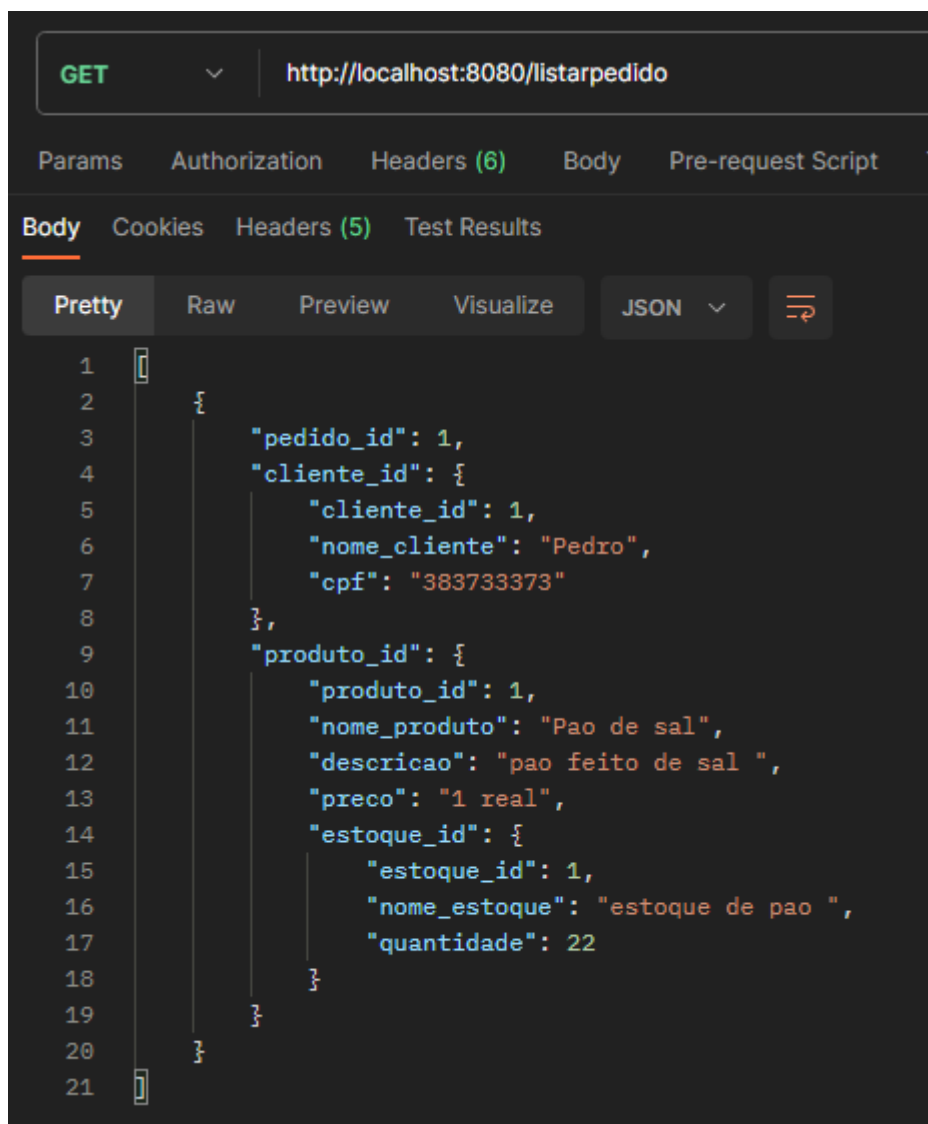 GET http://localhost:8080/listarpedido
Params Authorization Headers (6) Body Pre-request Script
Body Cookies Headers (5) Test Results
Pretty Raw Preview Visualize JSON
1 [
2 {
3 "pedido_id": 1,
4 "cliente_id": {
5 "cliente_id": 1,
6 "nome_cliente": "Pedro",
7 "cpf": "383733373"
8 },
9 "produto_id": {
10 "produto_id": 1,
11 "nome_produto": "Pao de sal",
12 "descricao": "pao feito de sal ",
13 "preco": "1 real",
14 "estoque_id": {
15 "estoque_id": 1,
16 "nome_estoque": "estoque de pao ",
17 "quantidade": 22
18 }
19 }
20 }
21 ]